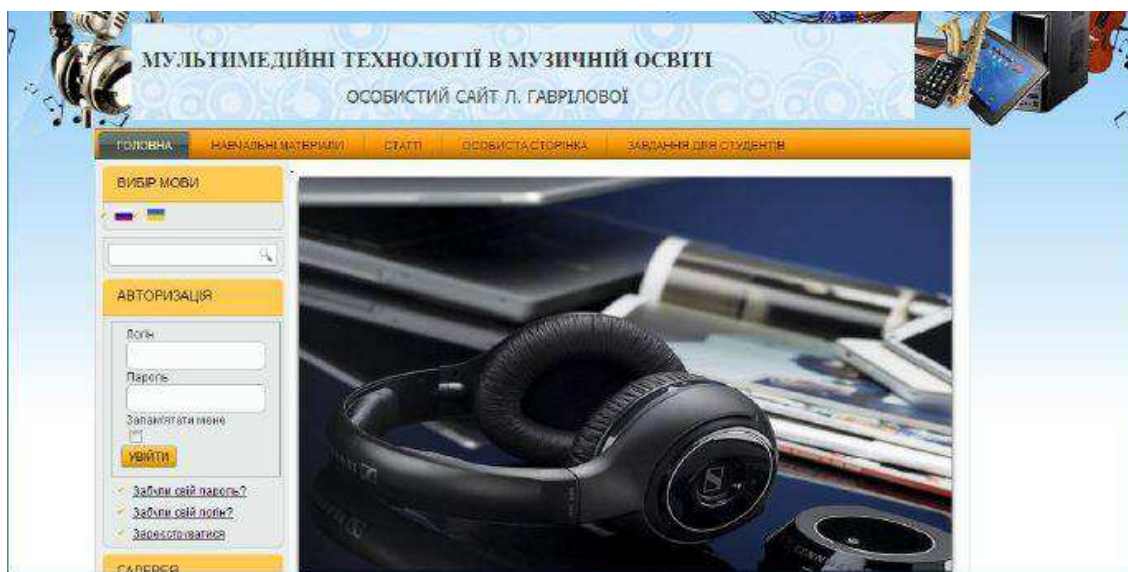 МУЛЬТИМЕДІЙНІ ТЕХНОЛОГІЇ В МУЗИЧНІЙ ОСВІТІ
ОСОБИСТИЙ САЙТ Л. ГАВРІЛОВОЇ
ГОЛОВНА НАВЧАЛЬНІ МАТЕРІАЛИ СТАТТІ ОСОБИСТА СТОРІНКА ЗАВДАННЯ ДЛЯ СТУДЕНТІВ
ВИБІР МОВИ
АВТОРИЗАЦІЯ
Логін
Пароль
Запам'ятати мене
УВІЙТИ
Забули свій пароль?
Забули свій логін?
Зареєструватися
ГАЛЕРЕЯ